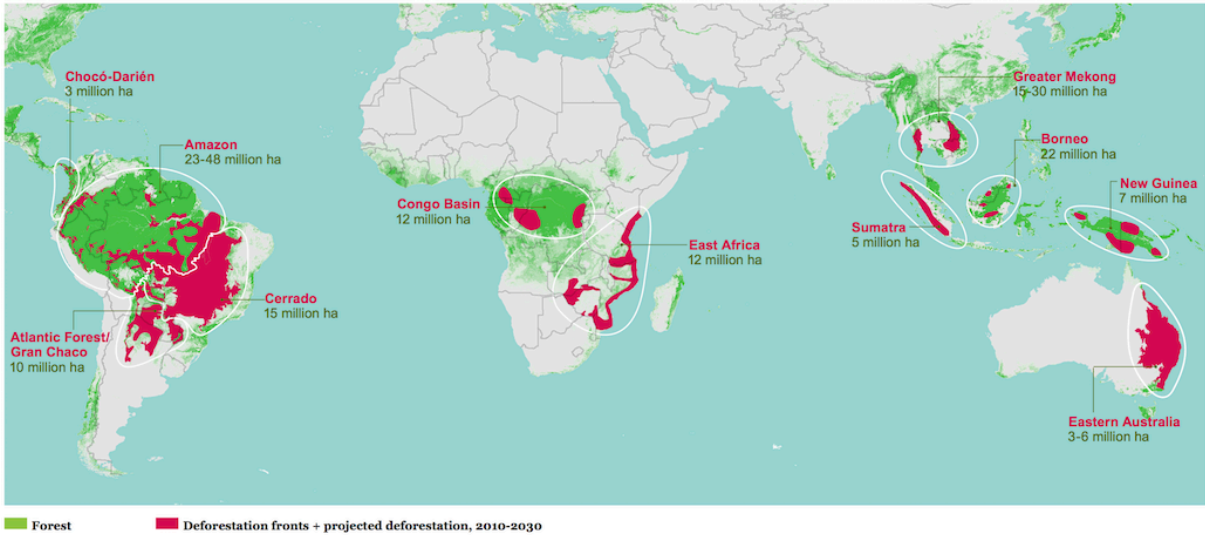 Chocó-Darién
3 million ha
Amazon
23-48 million ha
Cerrado
15 million ha
Atlantic Forest/
Gran Chaco
10 million ha
Congo Basin
12 million ha
East Africa
12 million ha
Greater Mekong
15-30 million ha
Borneo
22 million ha
New Guinea
7 million ha
Sumatra
5 million ha
Eastern Australia
3-6 million ha
Forest
Deforestation fronts + projected deforestation, 2010-2030